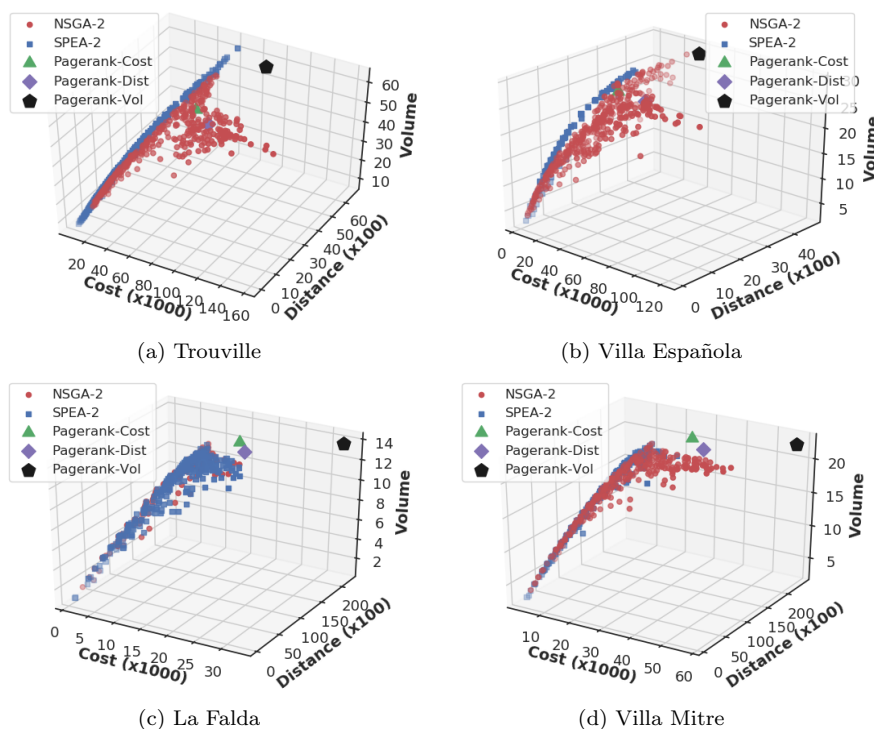 NSGA-2
SPEA-2
Pagerank-Cost
Pagerank-Dist
Pagerank-Vol
60
50
40
30
20
10
Volume
20 40 60 80 100 120 140 160
Cost (x1000)
0 10 20 30 40 50 60
Distance (x100)
(a) Trouville
NSGA-2
SPEA-2
Pagerank-Cost
Pagerank-Dist
Pagerank-Vol
30
25
20
15
10
5
Volume
0 20 40 60 80 100 120
Cost (x1000)
0 10 20 30 40
Distance (x100)
(b) Villa Española
NSGA-2
SPEA-2
Pagerank-Cost
Pagerank-Dist
Pagerank-Vol
14
12
10
8
6
4
2
Volume
0 5 10 15 20 25 30
Cost (x1000)
0 50 100 150 200
Distance (x100)
(c) La Falda
NSGA-2
SPEA-2
Pagerank-Cost
Pagerank-Dist
Pagerank-Vol
20
15
10
5
Volume
10 20 30 40 50 60
Cost (x1000)
0 50 100 150 200
Distance (x100)
(d) Villa Mitre